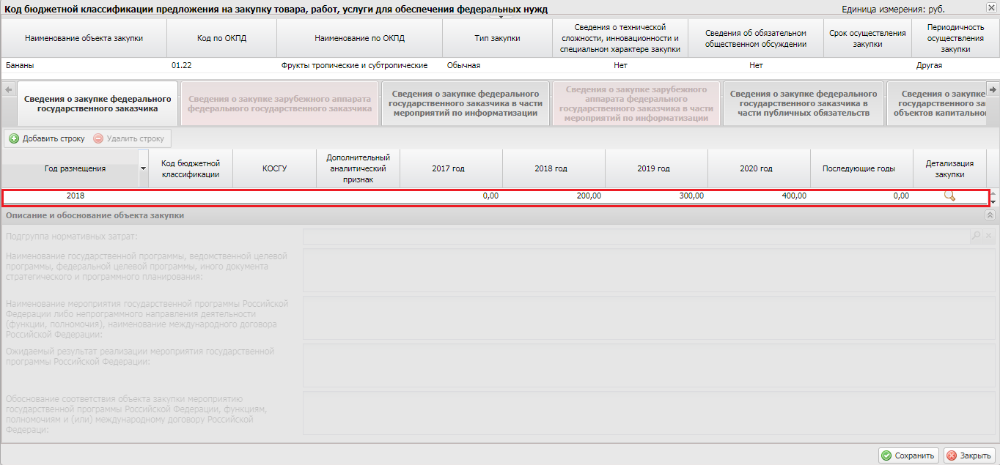 Код бюджетной классификации предложения на закупку товара, работ, услуги для обеспечения федеральных нужд
Единица измерения: руб.
Наименование объекта закупки
Код по ОКПД
Наименование по ОКПД
Тип закупки
Сведения о технической
сложности, инновационности и
специальном характере закупки
Сведения об обязательном
общественном обсуждении
Срок осуществления
закупки
Периодичность
осуществления
закупки
Бананы
01.22
Фрукты тропические и субтропические
Обычная
Нет
Нет
Другая
Сведения о закупке федерального
государственного заказчика
Сведения о закупке зарубежного аппарата
федерального государственного заказчика
Сведения о закупке федерального
государственного заказчика в части
мероприятий по информатизации
Сведения о закупке зарубежного
аппарата федерального
государственного заказчика в части
мероприятий по информатизации
Сведения о закупке федерального
государственного заказчика в
части публичных обязательств
Сведения о закупке
государственного за
объектов капитально
Добавить строку
Удалить строку
Год размещения
Код бюджетной
классификации
КОСГУ
Дополнительный
аналитический
признак
2017 год
2018 год
2019 год
2020 год
Последующие годы
Детализация
закупки
2018
0,00
200,00
300,00
400,00
0,00
Описание и обоснование объекта закупки
Подгруппа нормативных затрат:
Наименование государственной программы, ведомственной целевой
программы, федеральной целевой программы, иного документа
стратегического и программного планирования:
Наименование мероприятия государственной программы Российской
Федерации либо непрограммного направления деятельности
(функции, полномочия), наименование международного договора
Российской Федерации:
Ожидаемый результат реализации мероприятия государственной
программы Российской Федерации:
Обоснование соответствия объекта закупки мероприятию
государственной программы Российской Федерации, функциям,
полномочиям и (или) международному договору Российской
Федераци:
Сохранить
Закрыть